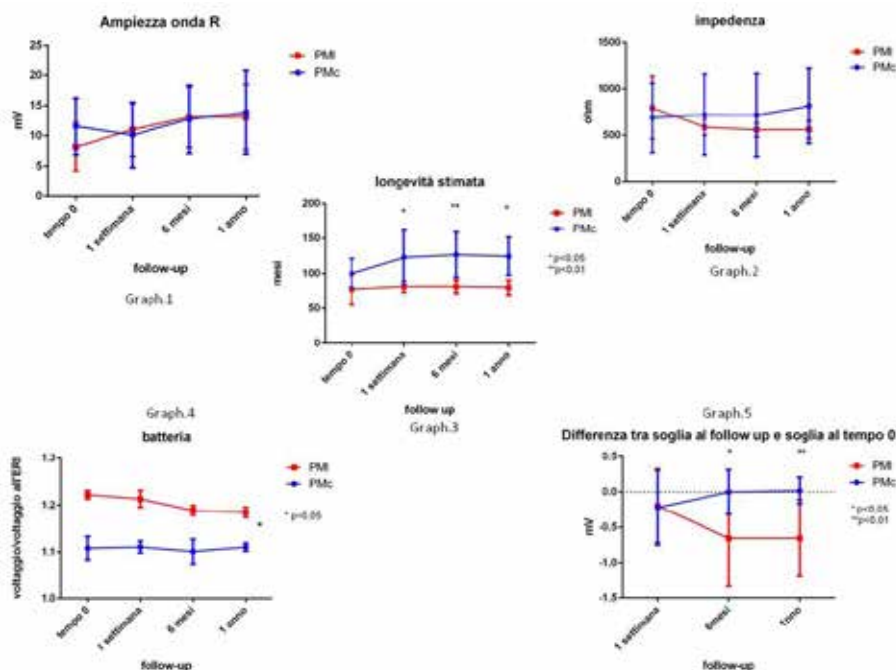 Ampiezza onda R
PMl
PMc
mV
25
20
15
10
5
0
tempo 0
1 settimana
6 mesi
1 anno
follow-up
Graph.1
impedenza
PMl
PMc
ohm
1500
1000
500
0
tempo 0
1 settimana
6 mesi
1 anno
follow-up
Graph.2
longevità stimata
* ** *
PMl
PMc
*p<0.05
**p<0.01
mesi
200
150
100
50
0
tempo 0
1 settimana
6 mesi
1 anno
follow up
Graph.3
Graph.4
batteria
PMl
PMc
* p<0.05
*
voltaggio/voltaggio all'ERI
1.3
1.2
1.1
1.0
tempo 0
1 settimana
6 mesi
1 anno
follow-up
Graph.5
Differenza tra soglia al follow up e soglia al tempo 0
* **
PMl
PMc
*p<0.05
**p<0.01
mV
0.5
0.0
-0.5
-1.0
-1.5
1 settimana
6mesi
1nno
follow-up